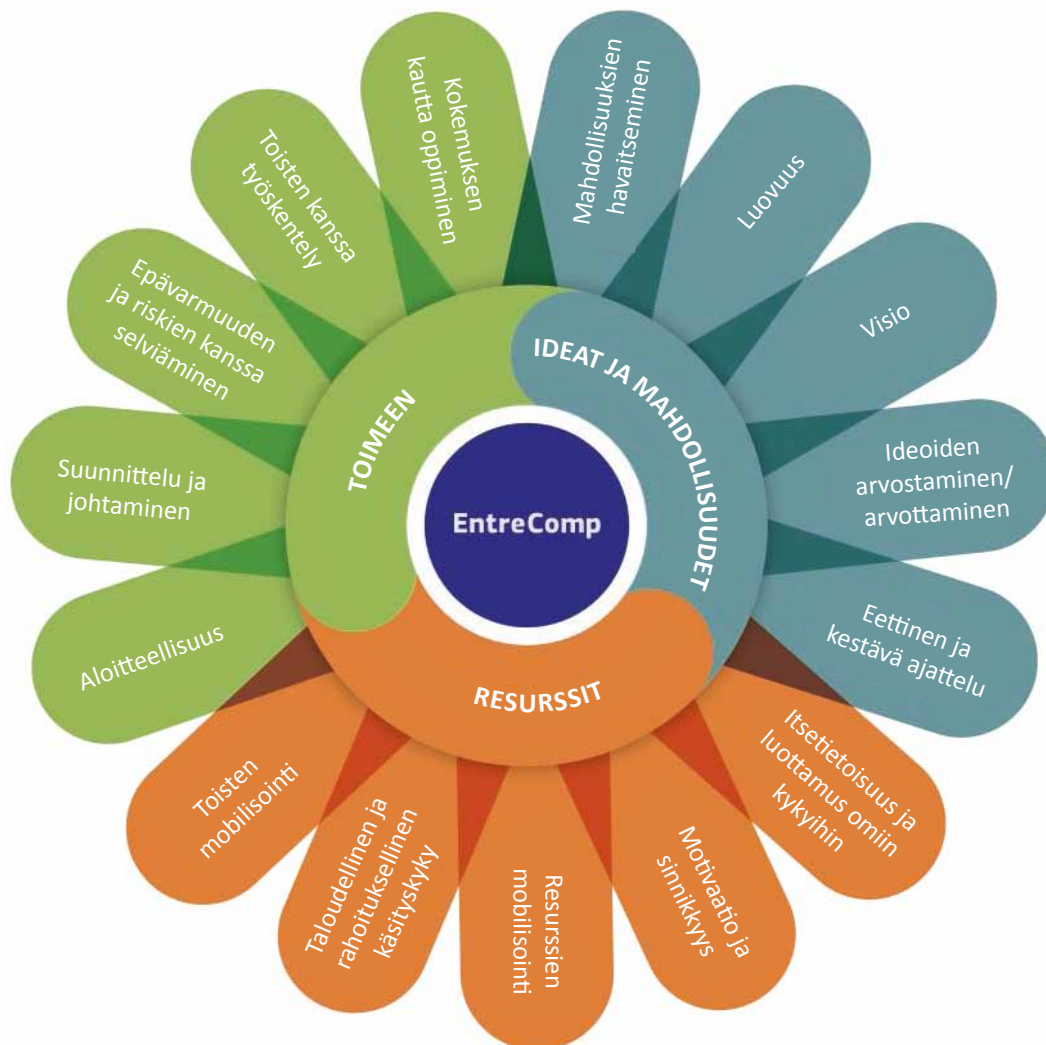 EntreComp
IDEAT JA MAHDOLLISUUDET
Mahdollisuuksien
havaitseminen
Luovuus
Visio
Ideoiden
arvostaminen/
arvottaminen
Eettinen ja
kestävä ajattelu
RESURSSIT
Itsetietoisuus ja
luottamus omiin
kykyihin
Motivaatio ja
sinnikkyys
Resurssien
mobilisointi
Taloudellinen ja
rahoituksellinen
käsityskyky
Toisten
mobilisointi
TOIMEEN
Aloitteellisuus
Suunnittelu ja
johtaminen
Epävarmuuden
ja riskien kanssa
selviäminen
Toisten kanssa
työskentely
Kokemuksen
kautta oppiminen